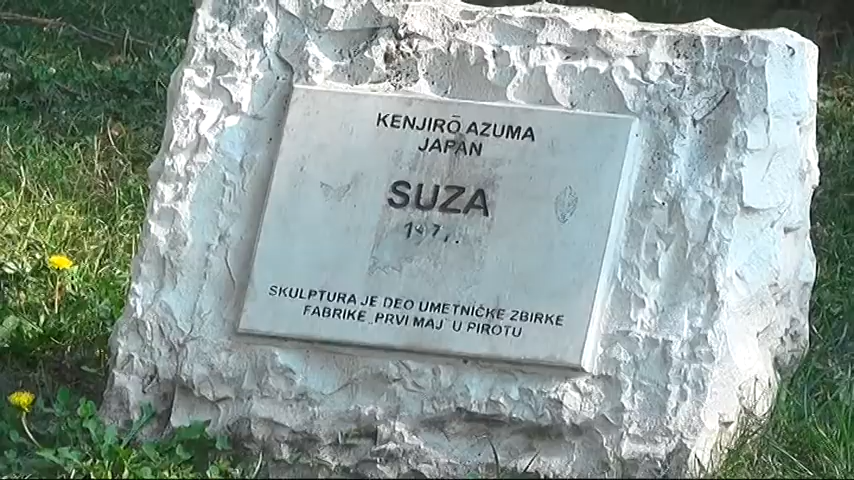 KENJIRŌ AZUMA
JAPAN
SUZA
SKULPTURA JE DEO UMETNIČKE ZBIRKE
FABRIKE „PRVI MAJ“ U PIROTU